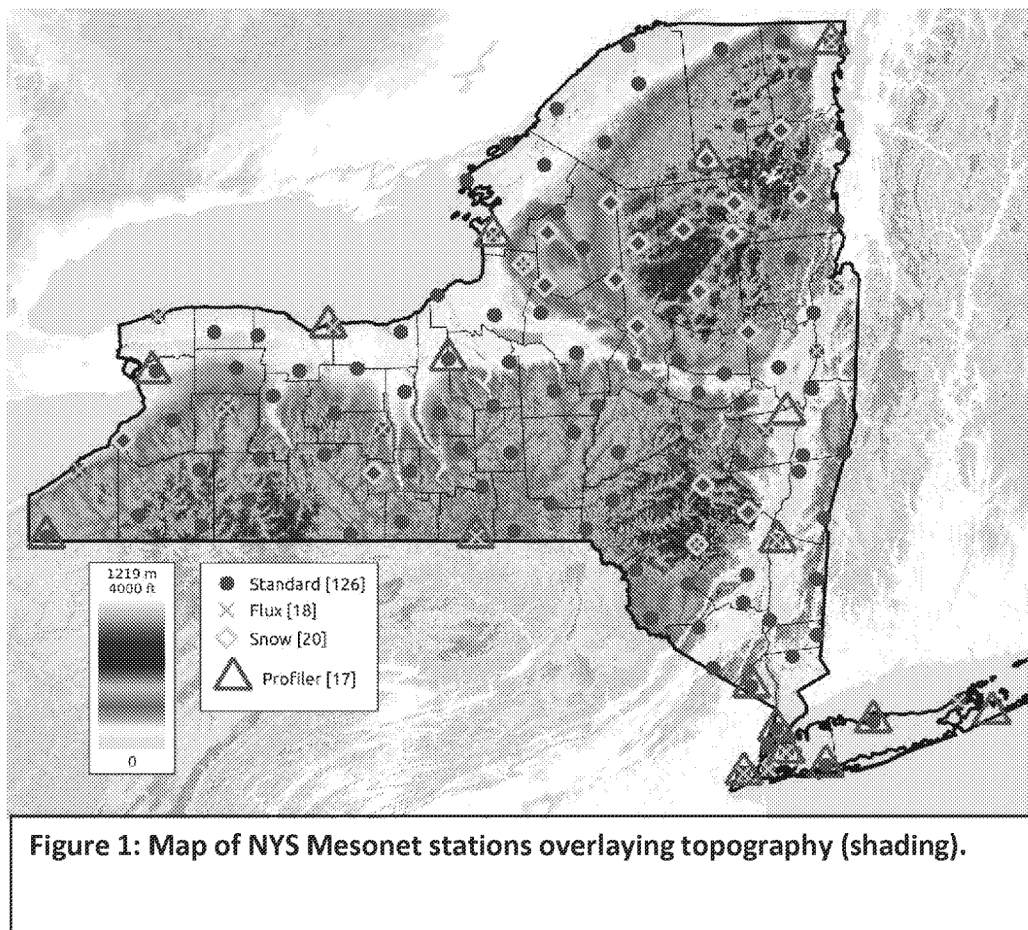 1219 m
4000 ft
0
Standard [126]
Flux [18]
Snow [20]
Profiler [17]
Figure 1: Map of NYS Mesonet stations overlaying topography (shading).